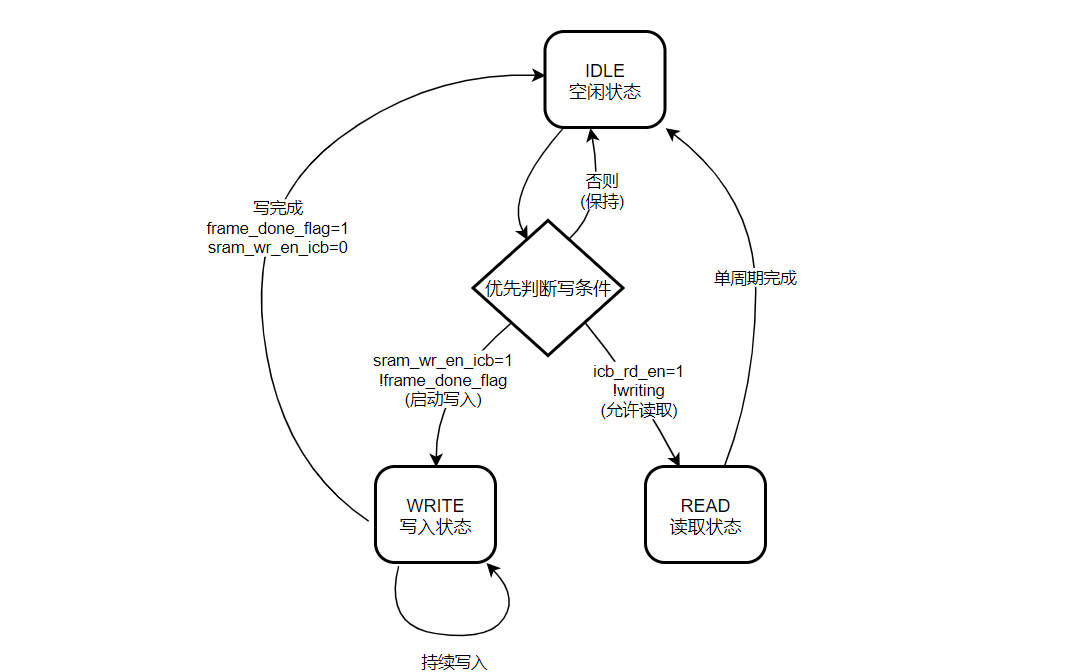 IDLE
空闲状态
否则
(保持)
写完成
frame_done_flag=1
sram_wr_en_icb=0
单周期完成
优先判断写条件
sram_wr_en_icb=1
!frame_done_flag
(启动写入)
icb_rd_en=1
!writing
(允许读取)
WRITE
写入状态
READ
读取状态
持续写入